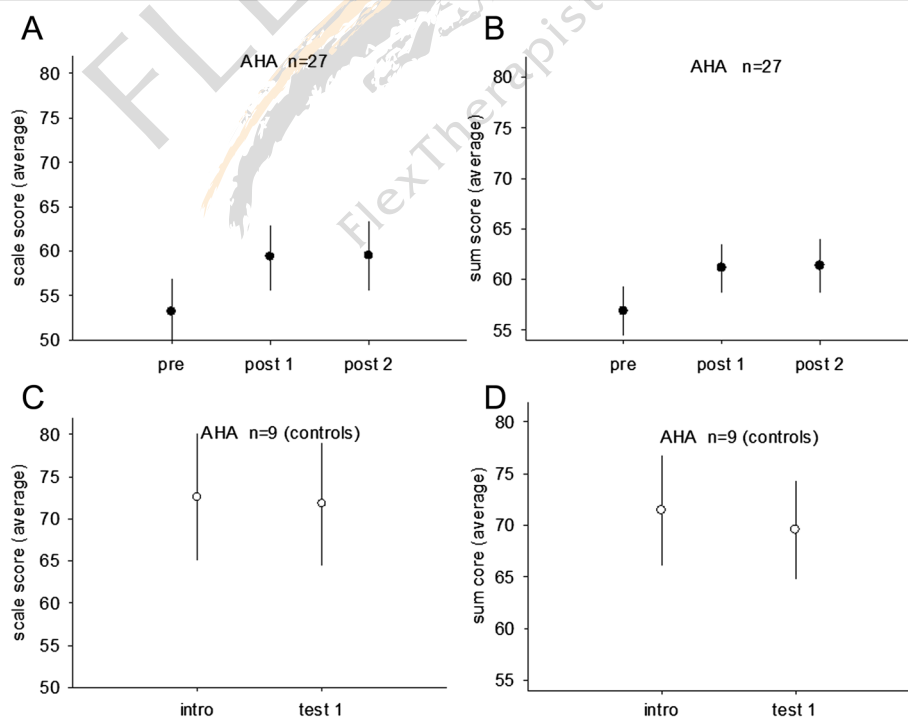 A
AHA n=27
scale score (average)
80
75
70
65
60
55
50
pre post 1 post 2
B
AHA n=27
sum score (average)
80
75
70
65
60
55
pre post 1 post 2
C
AHA n=9 (controls)
scale score (average)
80
75
70
65
60
55
50
intro test 1
D
AHA n=9 (controls)
sum core (average)
80
75
70
65
60
55
intro test 1
FlexTherapist